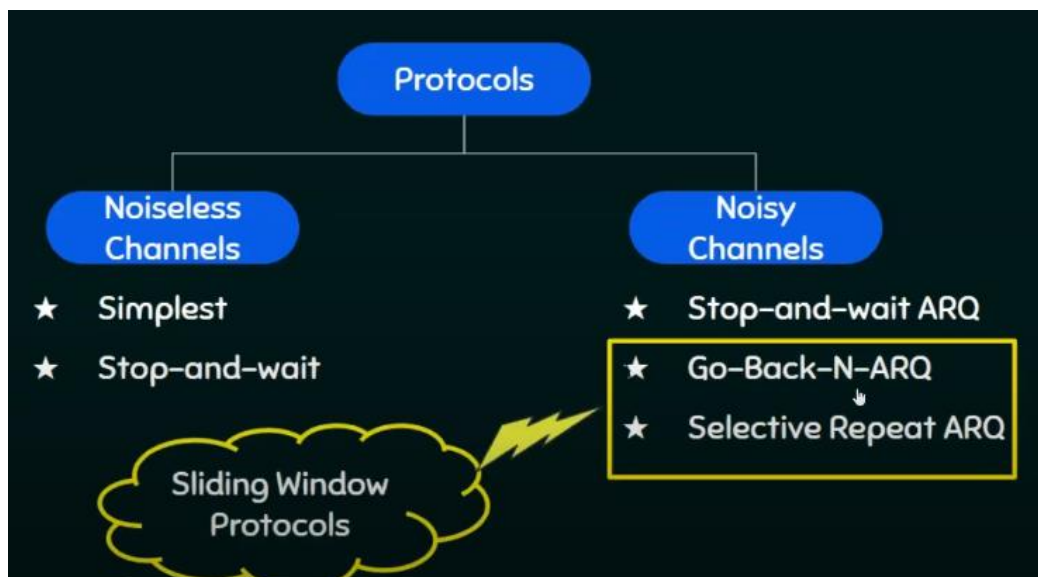 Protocols
Noiseless
Channels
★ Simplest
★ Stop-and-wait
Noisy
Channels
★ Stop-and-wait ARQ
★ Go-Back-N-ARQ
★ Selective Repeat ARQ
Sliding Window
Protocols